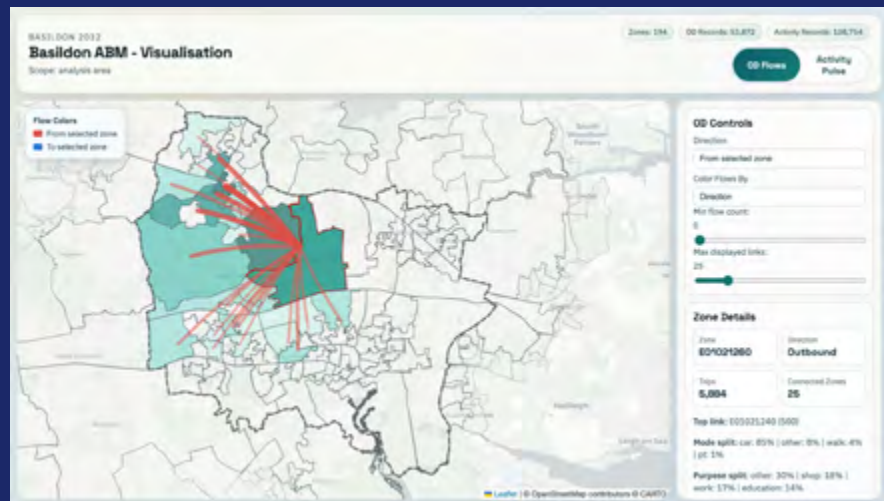 BASILDON 2032
Basildon ABM - Visualisation
Scope: analysis area
Zones: 194
OD Records: 53,872
Activity Records: 128,754
OD Flows
Activity
Pulse
Flow Colors
From selected zone
To selected zone
OD Controls
Direction
From selected zone
Color Flows By
Direction
Min flow count:
5
Max displayed links:
25
Zone Details
Zone
E01021260
Direction
Outbound
Trips
5,884
Connected Zones
25
Top link: E01021240 (560)
Mode split: car: 85% | other: 8% | walk: 4%
| pt: 1%
Purpose split: other: 30% | shop: 18% |
work: 17% | education: 14%
Leaflet | © OpenStreetMap contributors © CARTO